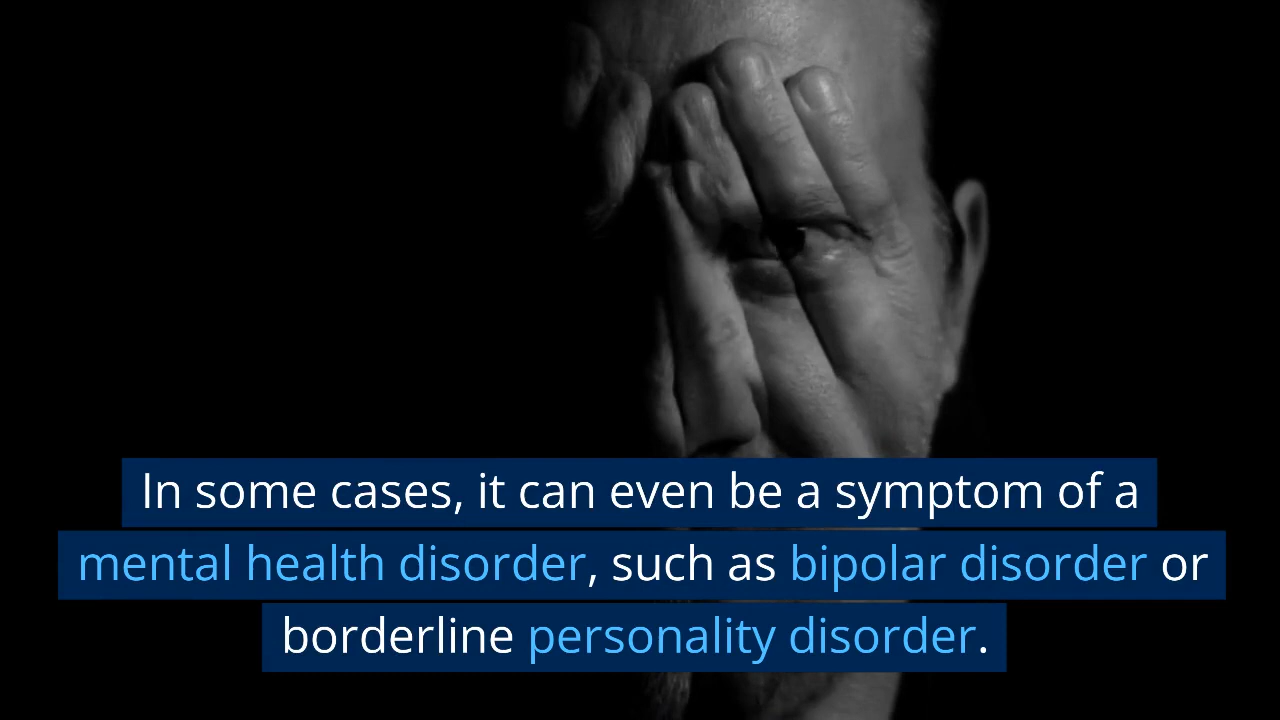 In some cases, it can even be a symptom of a
mental health disorder, such as bipolar disorder or
borderline personality disorder.